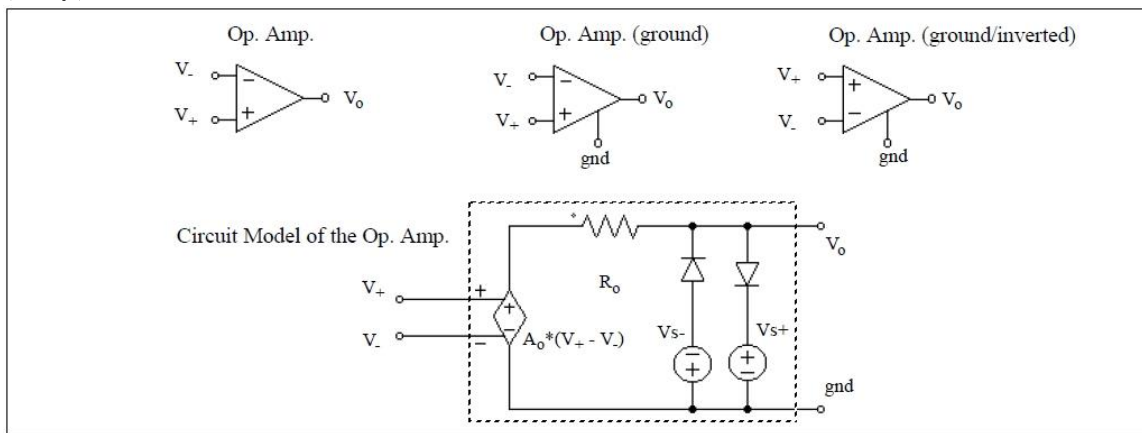 Op. Amp.
Op. Amp. (ground)
Op. Amp. (ground/inverted)
V-
V+
Vo
V-
V+
Vo
gnd
V+
V-
Vo
gnd
Circuit Model of the Op. Amp.
V+
V-
Ro
Ao*(V+ - V-)
Vs-
Vs+
Vo
gnd